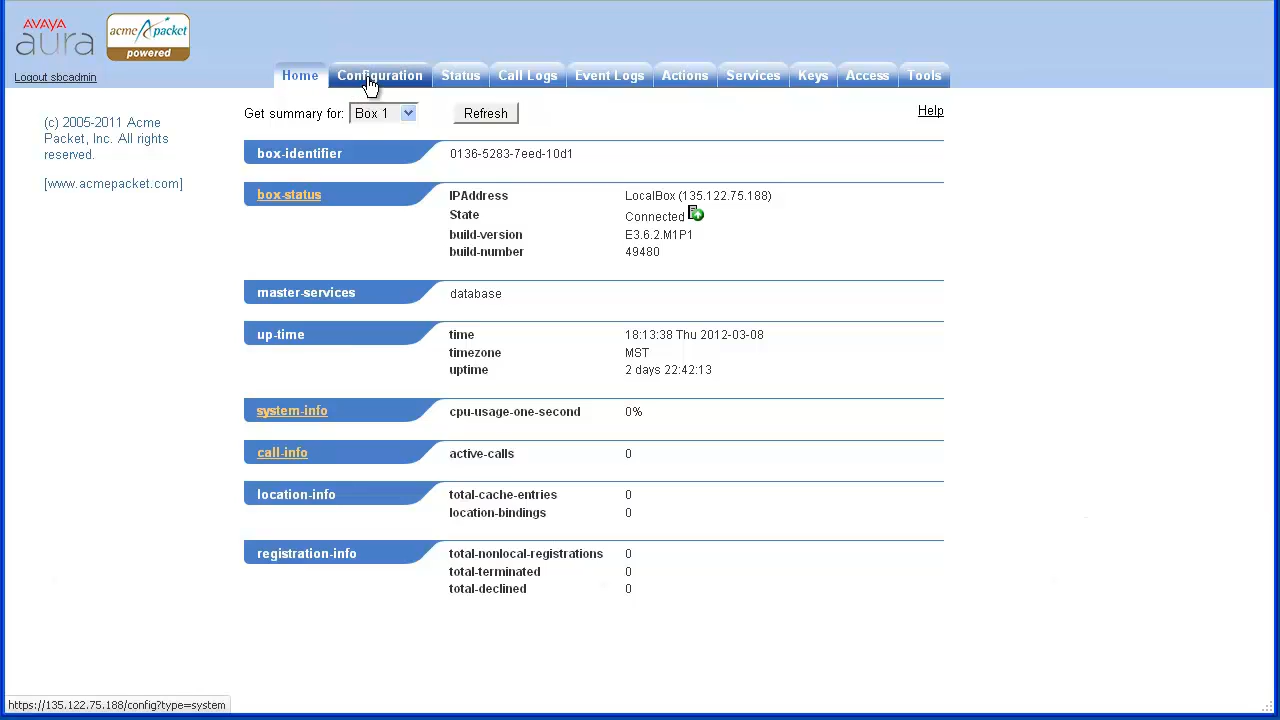 AVAYA
aura
acme packet
powered
Logout sbcadmin
Home Configuration Status Call Logs Event Logs Actions Services Keys Access Tools
Get summary for: Box 1 Refresh Help
(c) 2005-2011 Acme
Packet, Inc. All rights
reserved.
[www.acmepacket.com]
box-identifier 0136-5283-7eed-10d1
box-status IPAddress LocalBox (135.122.75.188)
State Connected
build-version E3.6.2.M1P1
build-number 49480
master-services database
up-time time 18:13:38 Thu 2012-03-08
timezone MST
uptime 2 days 22:42:13
system-info cpu-usage-one-second 0%
call-info active-calls 0
location-info total-cache-entries 0
location-bindings 0
registration-info total-nonlocal-registrations 0
total-terminated 0
total-declined 0
https://135.122.75.188/config?type=system